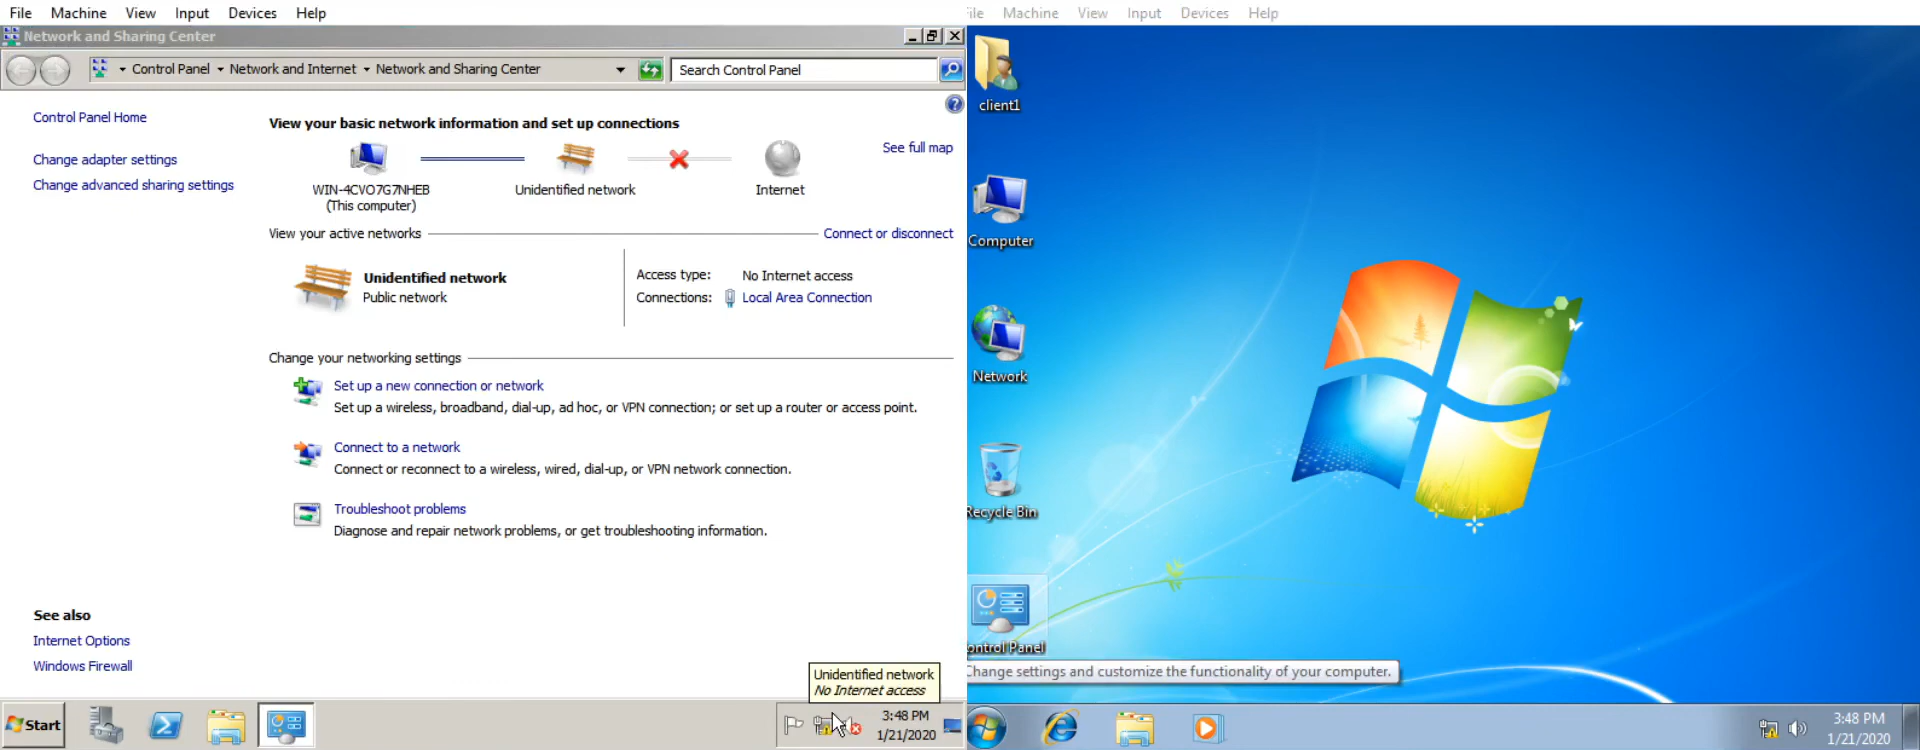 File Machine View Input Devices Help
Network and Sharing Center
Control Panel Network and Internet Network and Sharing Center
Search Control Panel
Control Panel Home
Change adapter settings
Change advanced sharing settings
View your basic network information and set up connections
See full map
WIN-4CVO7G7NHEB
(This computer)
Unidentified network
Internet
View your active networks
Connect or disconnect
Unidentified network
Public network
Access type: No Internet access
Connections: Local Area Connection
Change your networking settings
Set up a new connection or network
Set up a wireless, broadband, dial-up, ad hoc, or VPN connection; or set up a router or access point.
Connect to a network
Connect or reconnect to a wireless, wired, dial-up, or VPN network connection.
Troubleshoot problems
Diagnose and repair network problems, or get troubleshooting information.
See also
Internet Options
Windows Firewall
Unidentified network
No Internet access
Start
3:48 PM
1/21/2020
ile Machine View Input Devices Help
client1
Computer
Network
Recycle Bin
ontrol Panel
Change settings and customize the functionality of your computer.
3:48 PM
1/21/2020